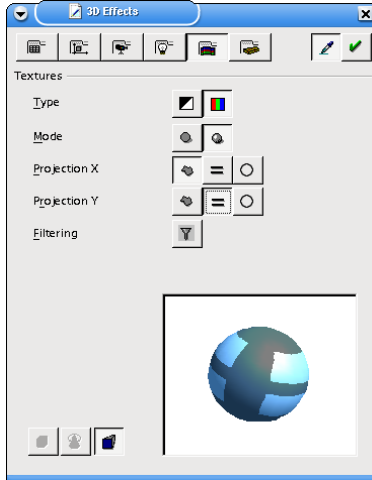 3D Effects
Textures
Type
Mode
Projection X
Projection Y
Filtering